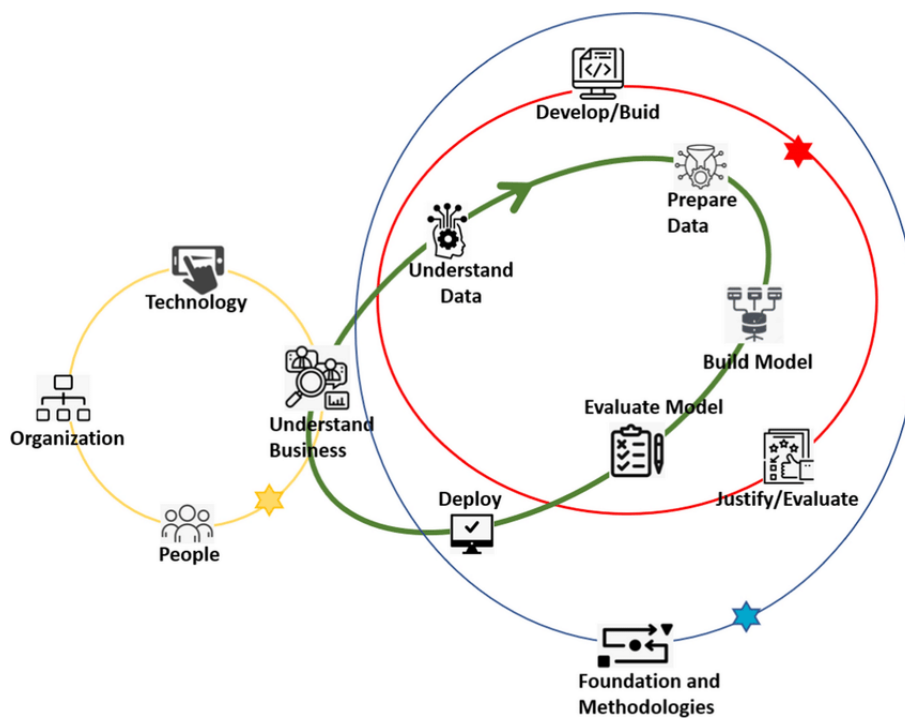 Develop/Buid
Prepare
Data
Understand
Data
Technology
Build Model
Organization
Understand
Business
Evaluate Model
Justify/Evaluate
Deploy
People
Foundation and
Methodologies